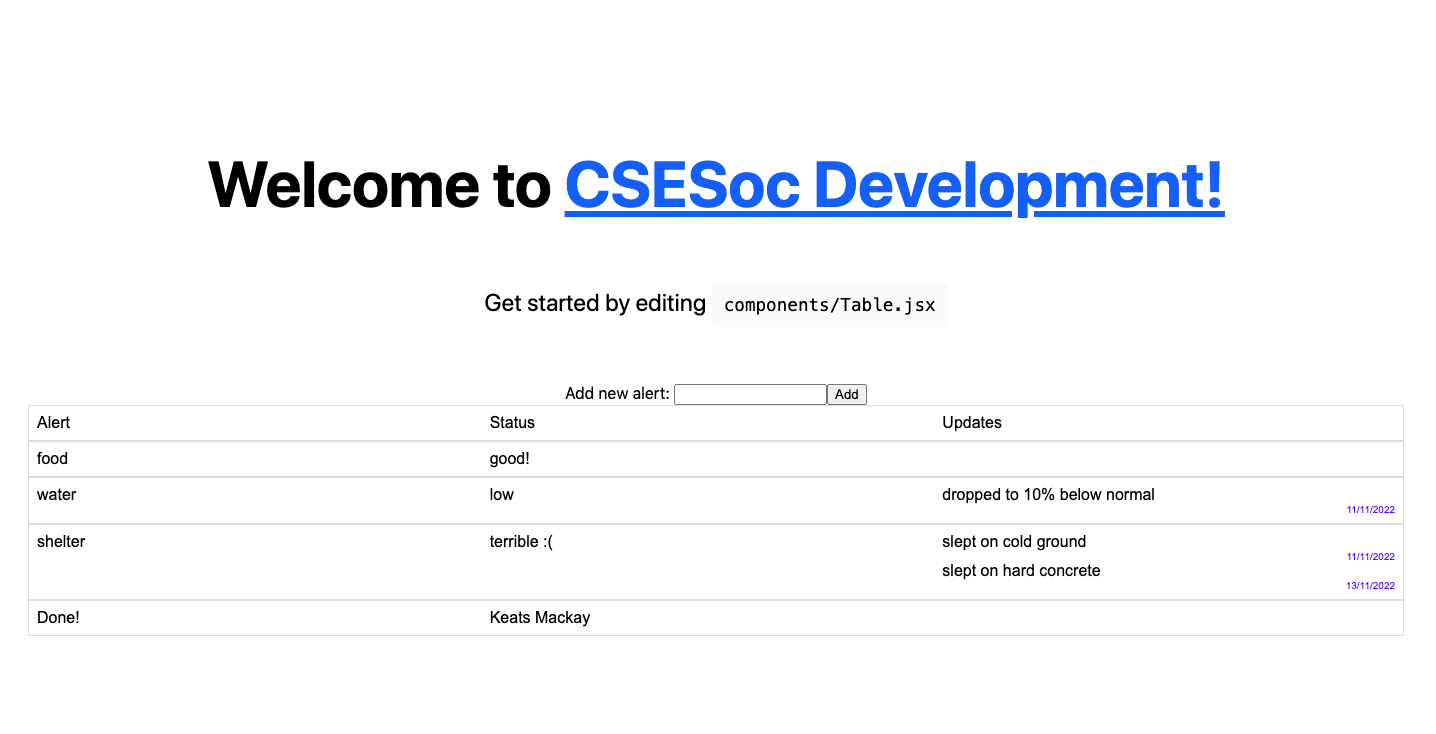 Welcome to CSESoc Development!
Get started by editing components/Table.jsx
Add new alert: Add
Alert Status Updates
food good!
water low dropped to 10% below normal
11/11/2022
shelter terrible :( slept on cold ground
11/11/2022
slept on hard concrete
13/11/2022
Done! Keats Mackay